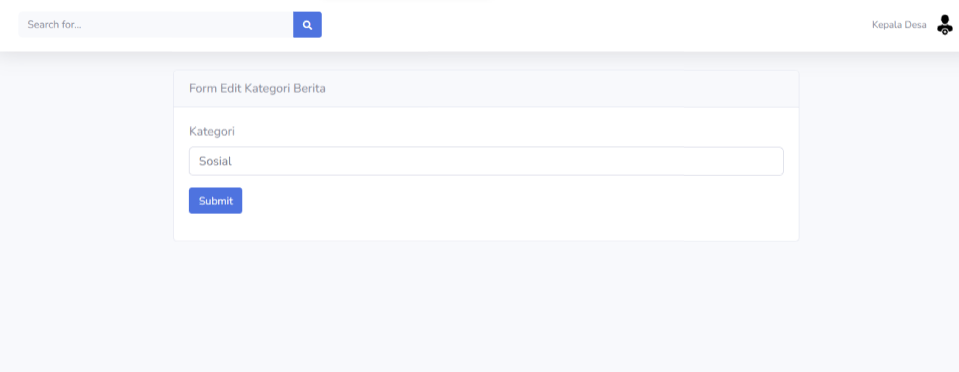 Search for...
Kepala Desa
Form Edit Kategori Berita
Kategori
Sosial
Submit